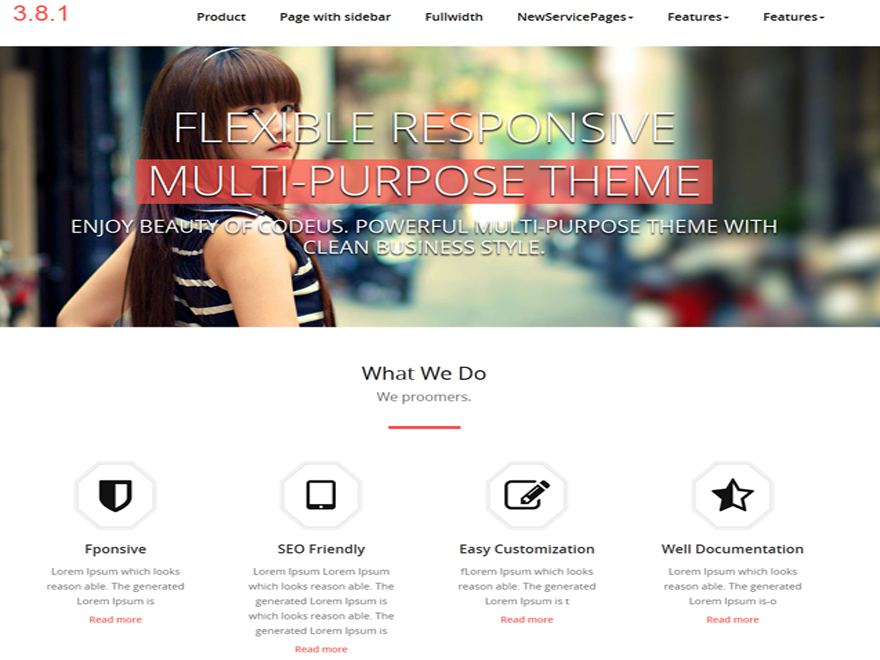 3.8.1
Product Page with sidebar Fullwidth NewServicePages Features Features
FLEXIBLE RESPONSIVE
MULTI-PURPOSE THEME
ENJOY BEAUTY OF CODEUS. POWERFUL MULTI-PURPOSE THEME WITH
CLEAN BUSINESS STYLE.
What We Do
We proomers.
Fponsive
Lorem Ipsum which looks
reason able. The generated
Lorem Ipsum is
Read more
SEO Friendly
Lorem Ipsum Lorem Ipsum
which looks reason able. The
generated Lorem Ipsum is
which looks reason able. The
generated Lorem Ipsum is
Read more
Easy Customization
fLorem Ipsum which looks
reason able. The generated
Lorem Ipsum is t
Read more
Well Documentation
Lorem Ipsum which looks
reason able. The generated
Lorem Ipsum is-o
Read more